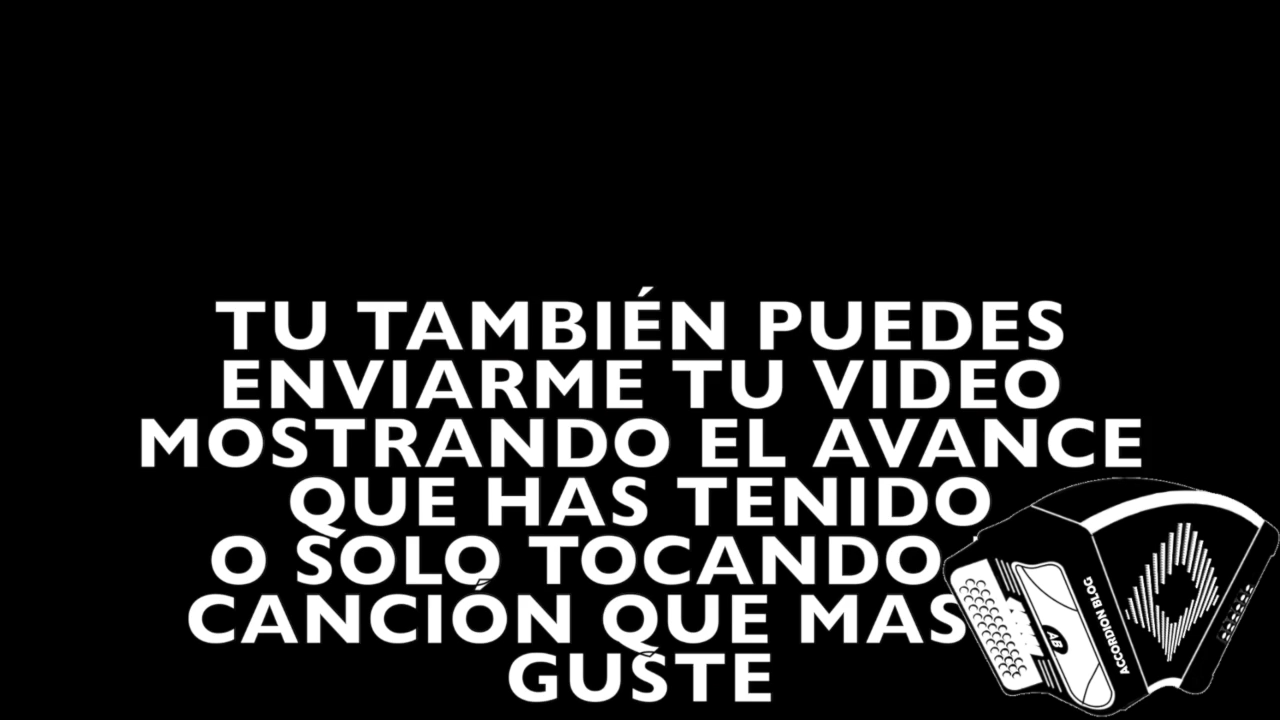 TU TAMBIÉN PUEDES
ENVIARME TU VIDEO
MOSTRANDO EL AVANCE
QUE HAS TENIDO
O SOLO TOCANDO
CANCIÓN QUE MAS
GUSTE
ACCORDION BLOG
AB